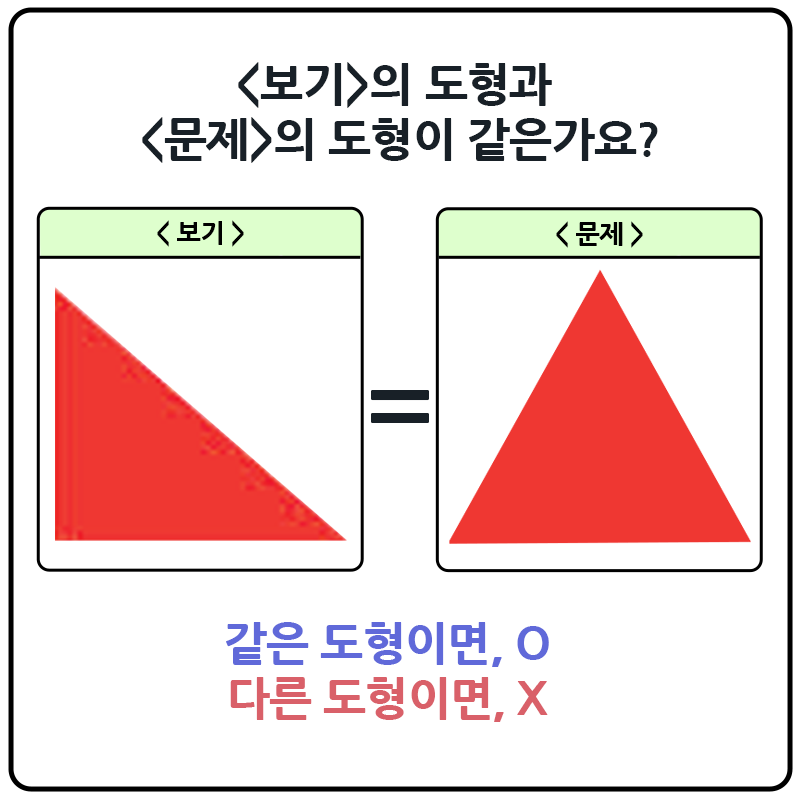 <보기>의 도형과
<문제>의 도형이 같은가요?
< 보기 >
< 문제 >
=
같은 도형이면, O
다른 도형이면, X